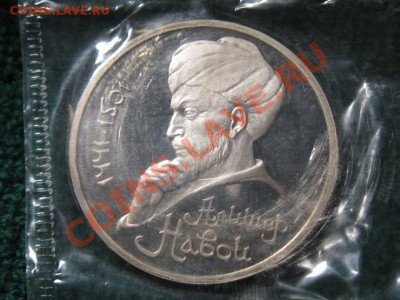 COINS.LAVE.RU
1441-1501
Алишер
Навои
COINS.LAVE.RU